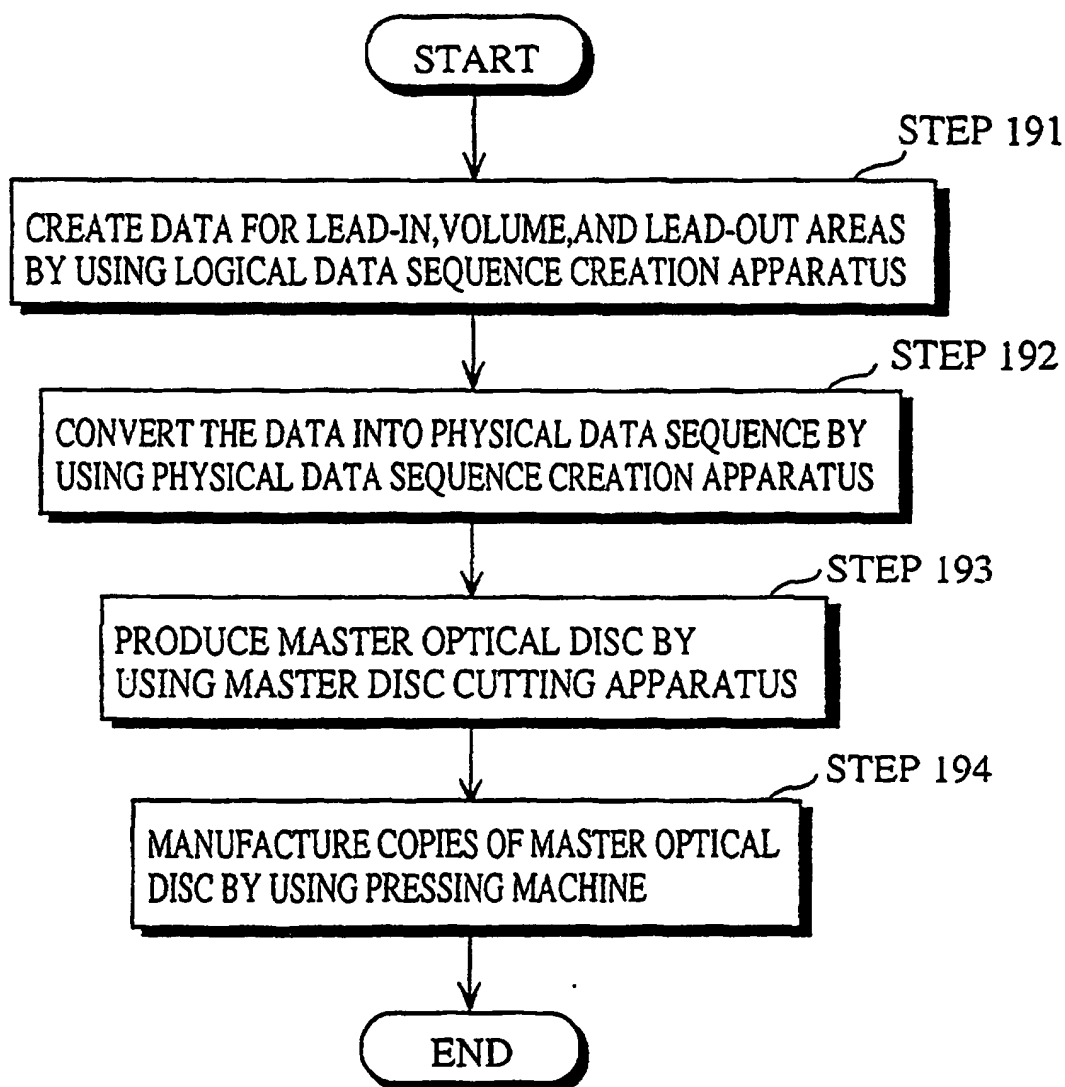 START
STEP 191
CREATE DATA FOR LEAD-IN,VOLUME,AND LEAD-OUT AREAS
BY USING LOGICAL DATA SEQUENCE CREATION APPARATUS
STEP 192
CONVERT THE DATA INTO PHYSICAL DATA SEQUENCE BY
USING PHYSICAL DATA SEQUENCE CREATION APPARATUS
STEP 193
PRODUCE MASTER OPTICAL DISC BY
USING MASTER DISC CUTTING APPARATUS
STEP 194
MANUFACTURE COPIES OF MASTER OPTICAL
DISC BY USING PRESSING MACHINE
END